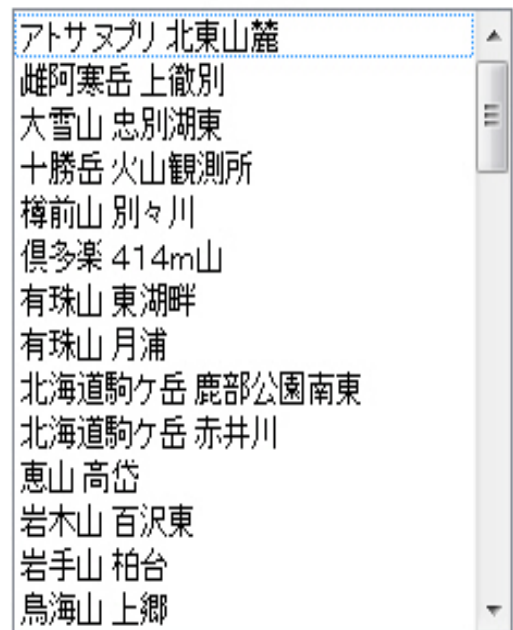 アトサヌプリ 北東山麓
雌阿寒岳 上徹別
大雪山 忠別湖東
十勝岳 火山観測所
樽前山 別々川
倶多楽 414m山
有珠山 東湖畔
有珠山 月浦
北海道駒ケ岳 鹿部公園南東
北海道駒ケ岳 赤井川
恵山 高岱
岩木山 百沢東
岩手山 柏台
鳥海山 上郷